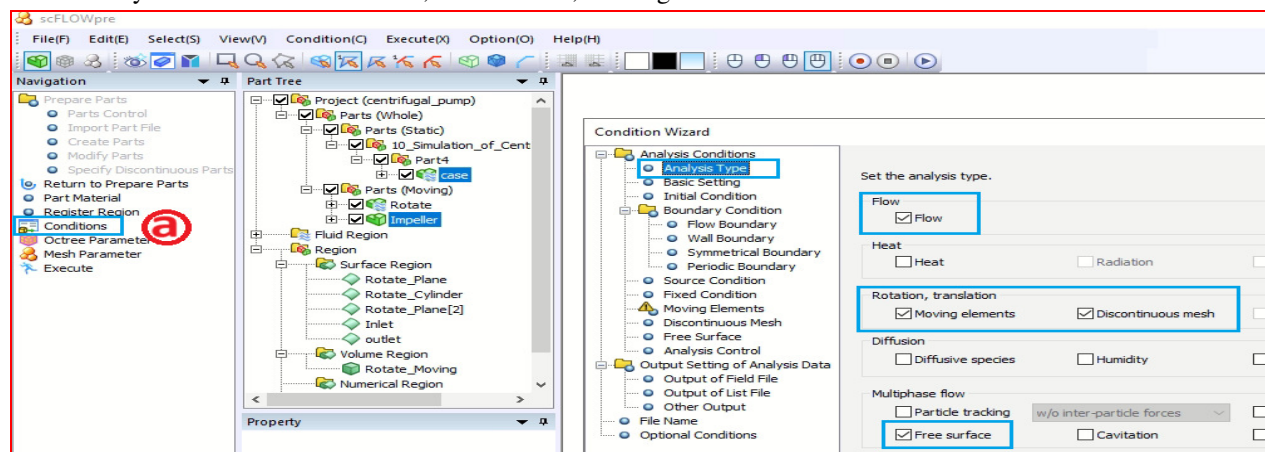 scFLOWpre
File(F) Edit(E) Select(S) View(V) Condition(C) Execute(X) Option(O) Help(H)
Navigation
Prepare Parts
Parts Control
Import Part File
Create Parts
Modify Parts
Specify Discontinuous Parts
Return to Prepare Parts
Part Material
Register Region
Conditions
a
Octree Parameter
Mesh Parameter
Execute
Part Tree
Project (centrifugal_pump)
Parts (Whole)
Parts (Static)
10_Simulation_of_Cent
Part4
case
Parts (Moving)
Rotate
Impeller
Fluid Region
Region
Surface Region
Rotate_Plane
Rotate_Cylinder
Rotate_Plane[2]
Inlet
outlet
Volume Region
Rotate_Moving
Numerical Region
Property
Condition Wizard
Analysis Conditions
Analysis Type
Basic Setting
Initial Condition
Boundary Condition
Flow Boundary
Wall Boundary
Symmetrical Boundary
Periodic Boundary
Source Condition
Fixed Condition
Moving Elements
Discontinuous Mesh
Free Surface
Analysis Control
Output Setting of Analysis Data
Output of Field File
Output of List File
Other Output
File Name
Optional Conditions
Set the analysis type.
Flow
Flow
Heat
Heat Radiation
Rotation, translation
Moving elements Discontinuous mesh
Diffusion
Diffusive species Humidity
Multiphase flow
Particle tracking w/o inter-particle forces
Free surface Cavitation